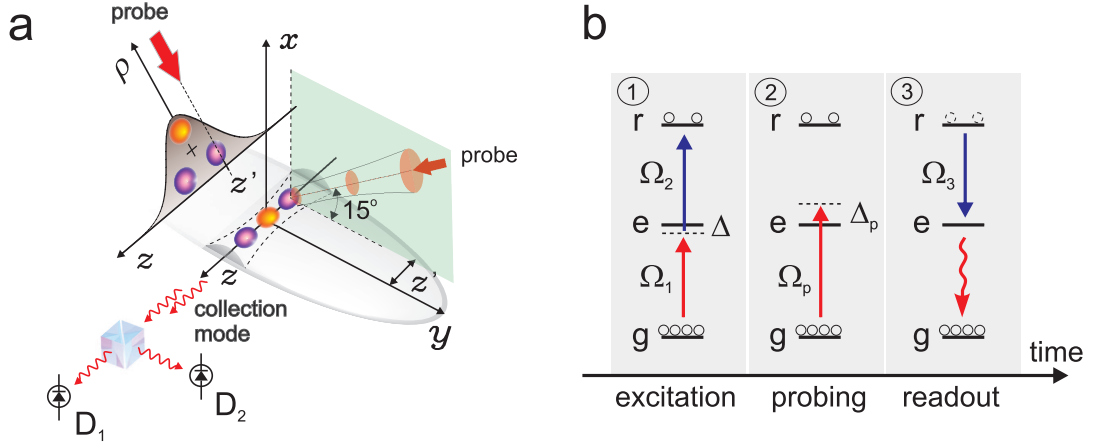 a
probe
ρ
x
z'
probe
15°
z
z
z'
collection
mode
y
D₁
D₂
b
1
2
3
r
r
r
Ω₂
Ω₃
e
Δ
e
Δₚ
e
Ω₁
Ωₚ
g
g
g
time
excitation
probing
readout